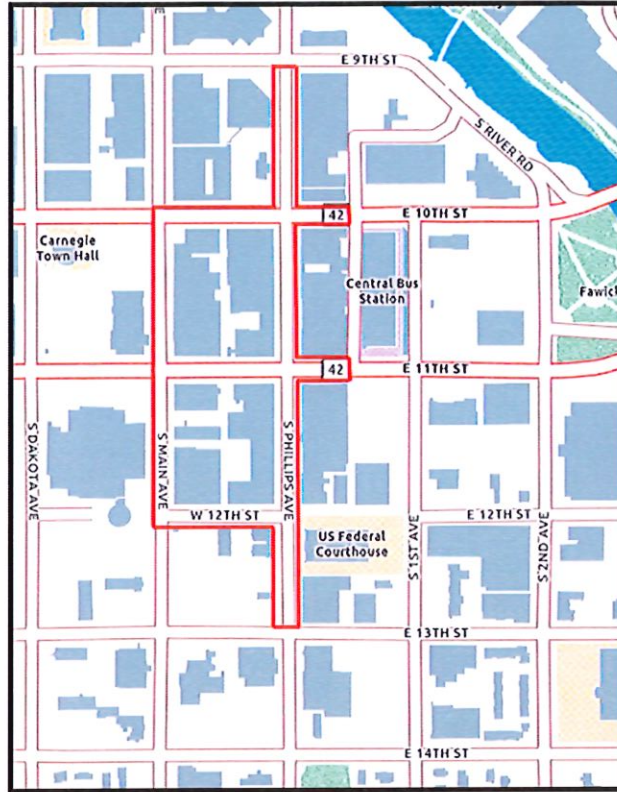 E 9TH ST
S RIVER RD
42
E 10TH ST
Carnegie
Town Hall
Central Bus
Station
Fawick
42
E 11TH ST
S DAKOTA AVE
S MAIN AVE
S PHILLIPS AVE
W 12TH ST
E 12TH ST
US Federal
Courthouse
S 1ST AVE
S 2ND AVE
E 13TH ST
E 14TH ST